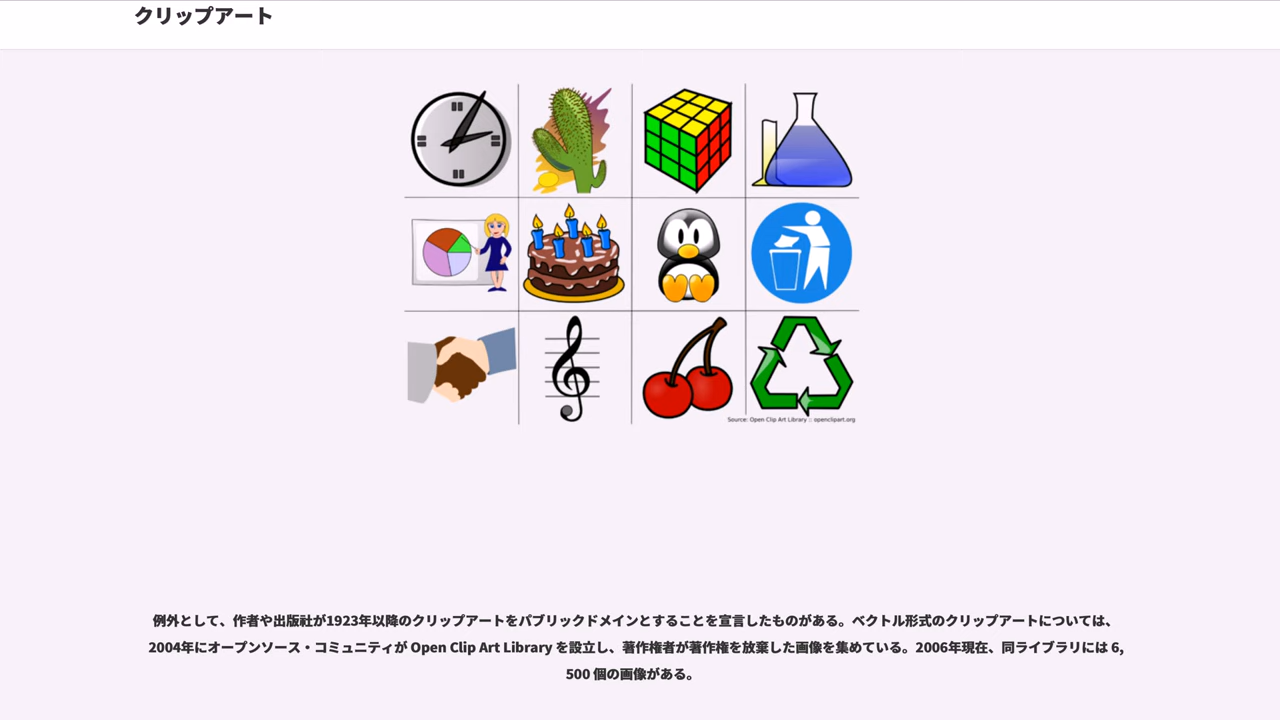 クリップアート
Source: Open Clip Art Library :: openclipart.org
例外として、作者や出版社が1923年以降のクリップアートをパブリックドメインとすることを宣言したものがある。ベクトル形式のクリップアートについては、
2004年にオープンソース・コミュニティが Open Clip Art Library を設立し、著作権者が著作権を放棄した画像を集めている。2006年現在、同ライブラリには 6,
500 個の画像がある。